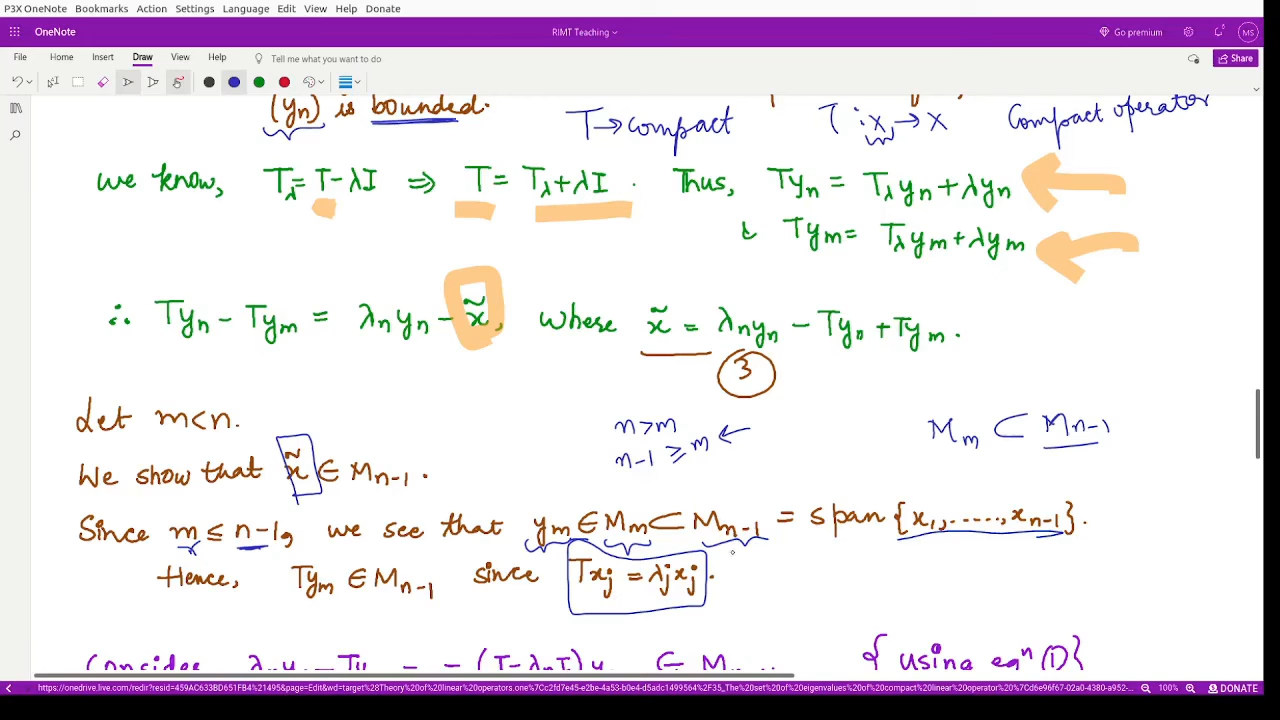 P3X OneNote Bookmarks Action Settings Language Edit View Help Donate
OneNote
RIMT Teaching
Go premium
MS
File Home Insert Draw View Help
Tell me what you want to do
Share
(yn) is bounded.
T → compact
T : X → X
Compact operator
we know, Tλ = T-λI ⇒ T = Tλ+λI . Thus, Tyn = Tλyn+λyn
& Tym = Tλym+λym
∴ Tyn - Tym = λnyn - x̃, where x̃ = λnyn - Tyn + Tym.
3
Let m<n.
n>m
n-1 ≥ m ←
Mm ⊂ Mn-1
We show that x̃ ∈ Mn-1.
Since m ≤ n-1, we see that ym ∈ Mm ⊂ Mn-1 = span {x1,.....,xn-1}.
Hence, Tym ∈ Mn-1 since Txj = λjxj.
{using eqn (1)}
100%
DONATE